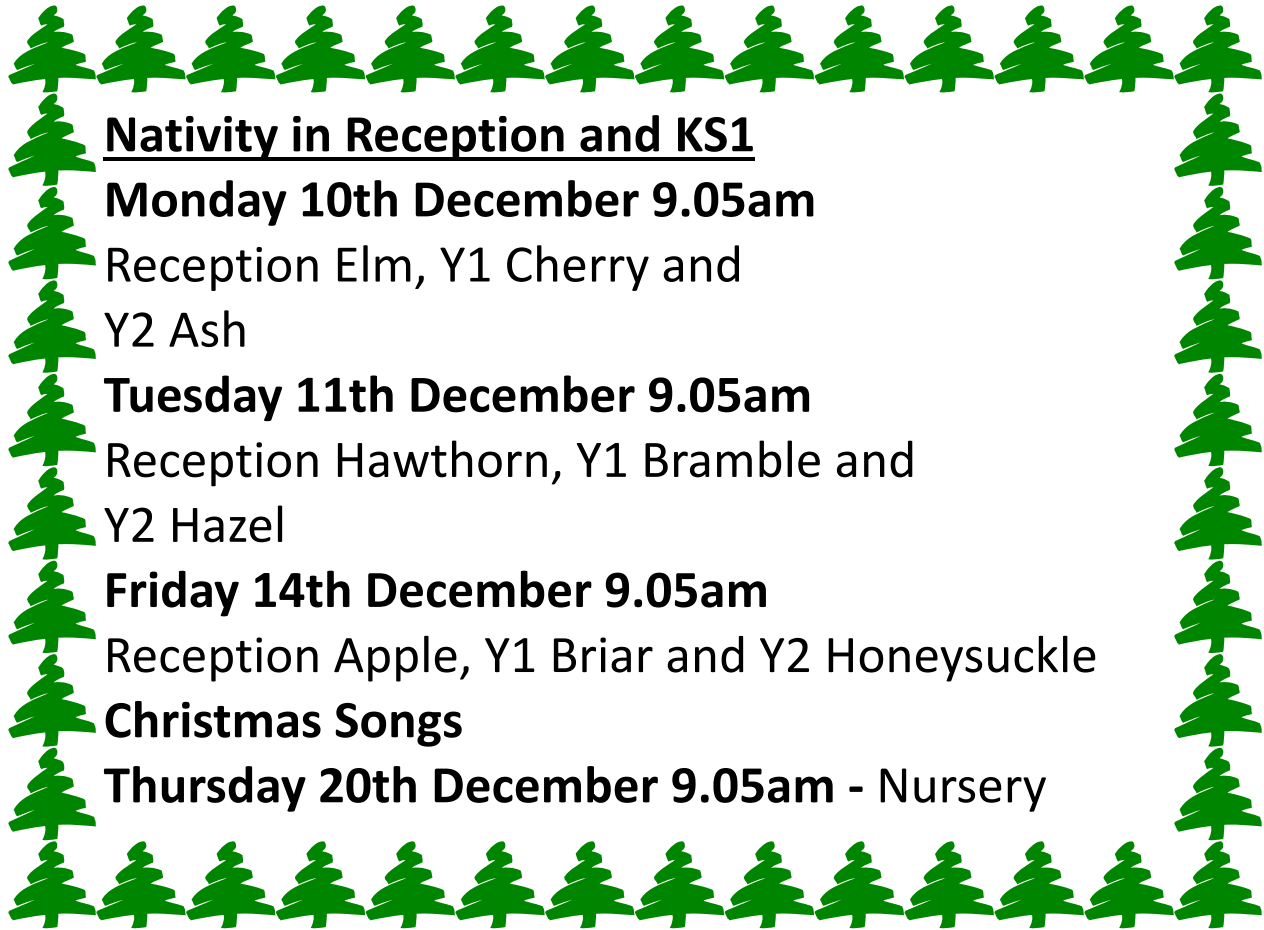 Nativity in Reception and KS1
Monday 10th December 9.05am
Reception Elm, Y1 Cherry and
Y2 Ash
Tuesday 11th December 9.05am
Reception Hawthorn, Y1 Bramble and
Y2 Hazel
Friday 14th December 9.05am
Reception Apple, Y1 Briar and Y2 Honeysuckle
Christmas Songs
Thursday 20th December 9.05am - Nursery